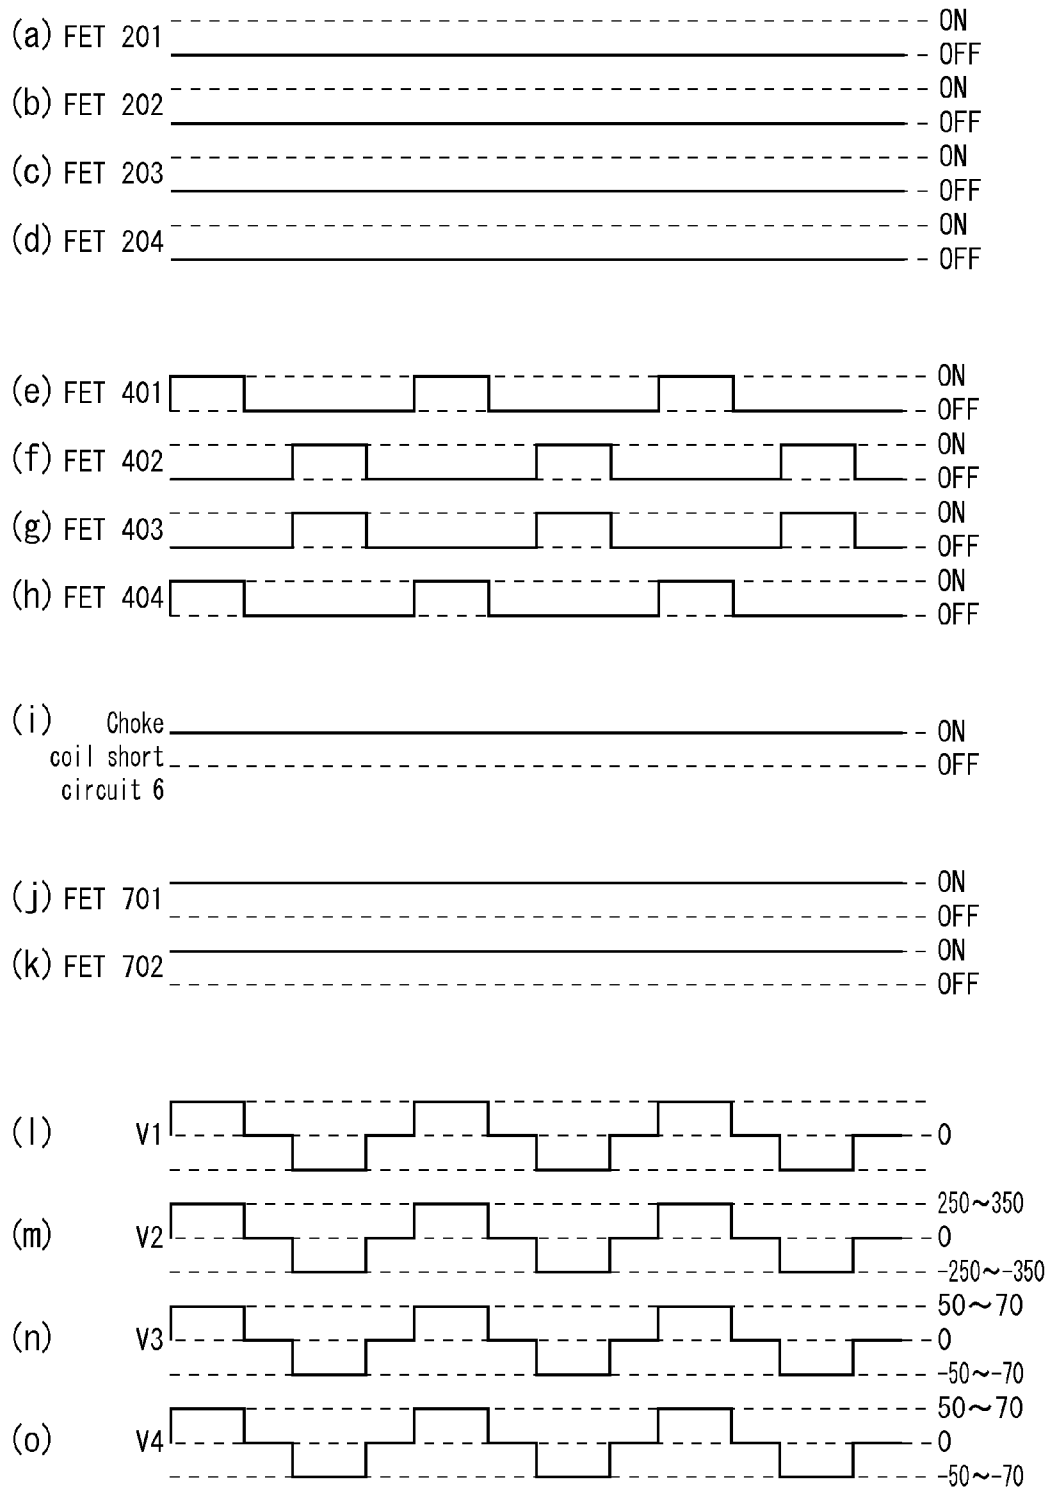 (a) FET 201 ON
OFF
(b) FET 202 ON
OFF
(c) FET 203 ON
OFF
(d) FET 204 ON
OFF
(e) FET 401 ON
OFF
(f) FET 402 ON
OFF
(g) FET 403 ON
OFF
(h) FET 404 ON
OFF
(i) Choke ON
coil short OFF
circuit 6
(j) FET 701 ON
OFF
(k) FET 702 ON
OFF
(l) V1 0
250~350
(m) V2 0
-250~-350
50~70
(n) V3 0
-50~-70
50~70
(o) V4 0
-50~-70